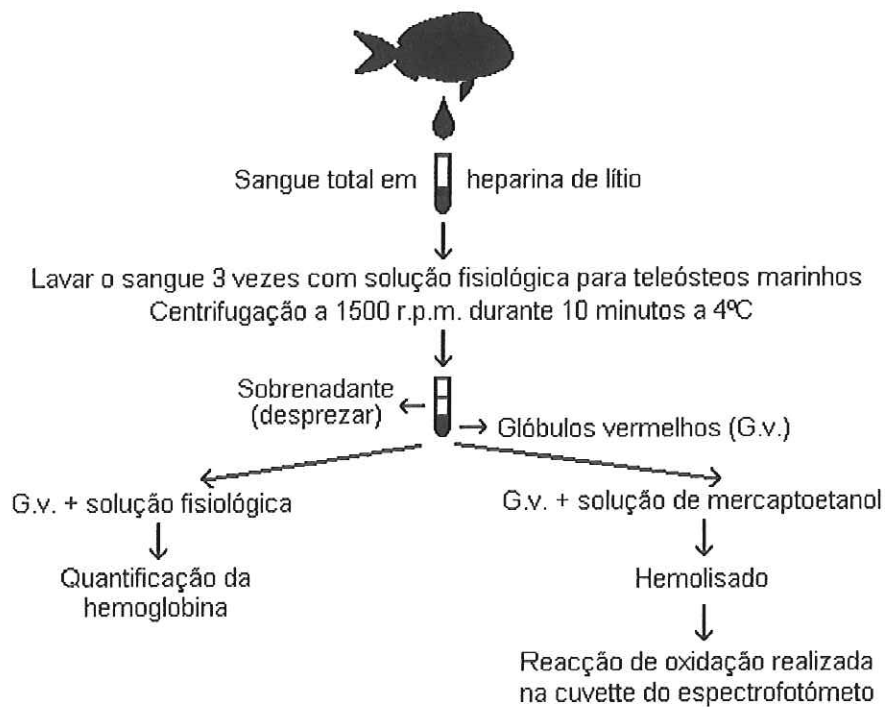 Sangue total em heparina de lítio
Lavar o sangue 3 vezes com solução fisiológica para teleósteos marinhos
Centrifugação a 1500 r.p.m. durante 10 minutos a 4ºC
Sobrenadante
(desprezar)
Glóbulos vermelhos (G.v.)
G.v. + solução fisiológica
Quantificação da
hemoglobina
G.v. + solução de mercaptoetanol
Hemolisado
Reacção de oxidação realizada
na cuvette do espectrofotómeto